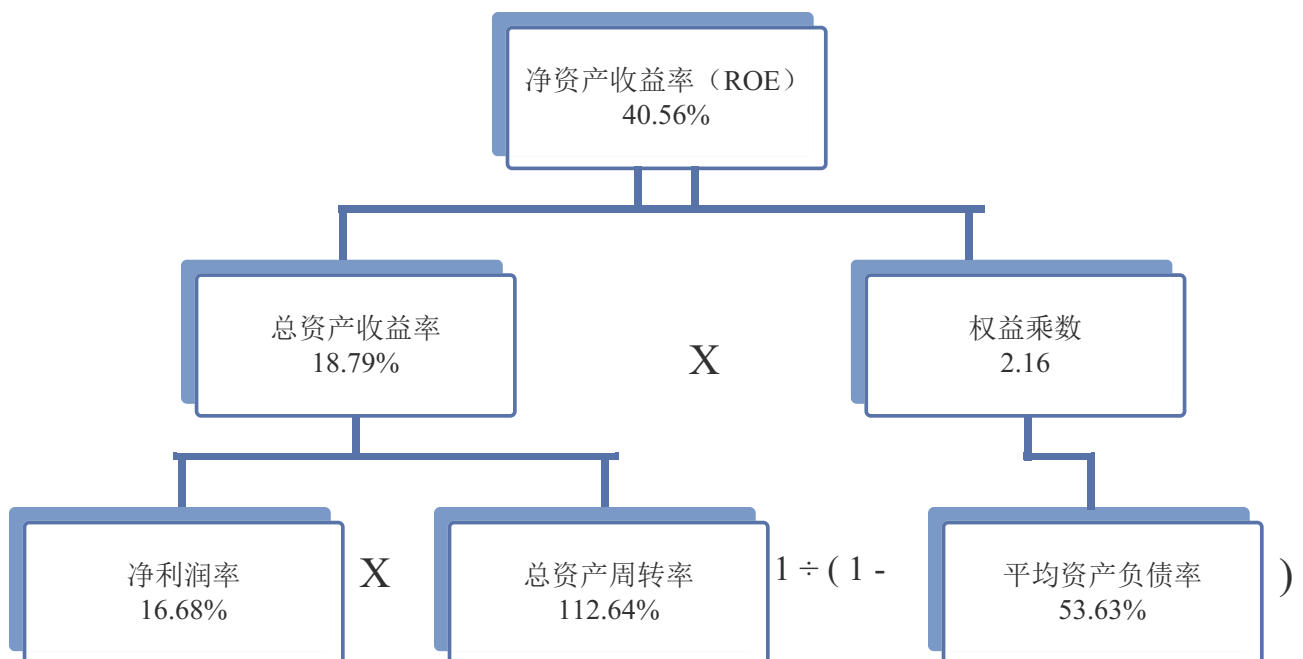 净资产收益率（ROE）
40.56%
总资产收益率
18.79%
X
权益乘数
2.16
净利润率
16.68%
X
总资产周转率
112.64%
1 ÷ ( 1 -
平均资产负债率
53.63%
)